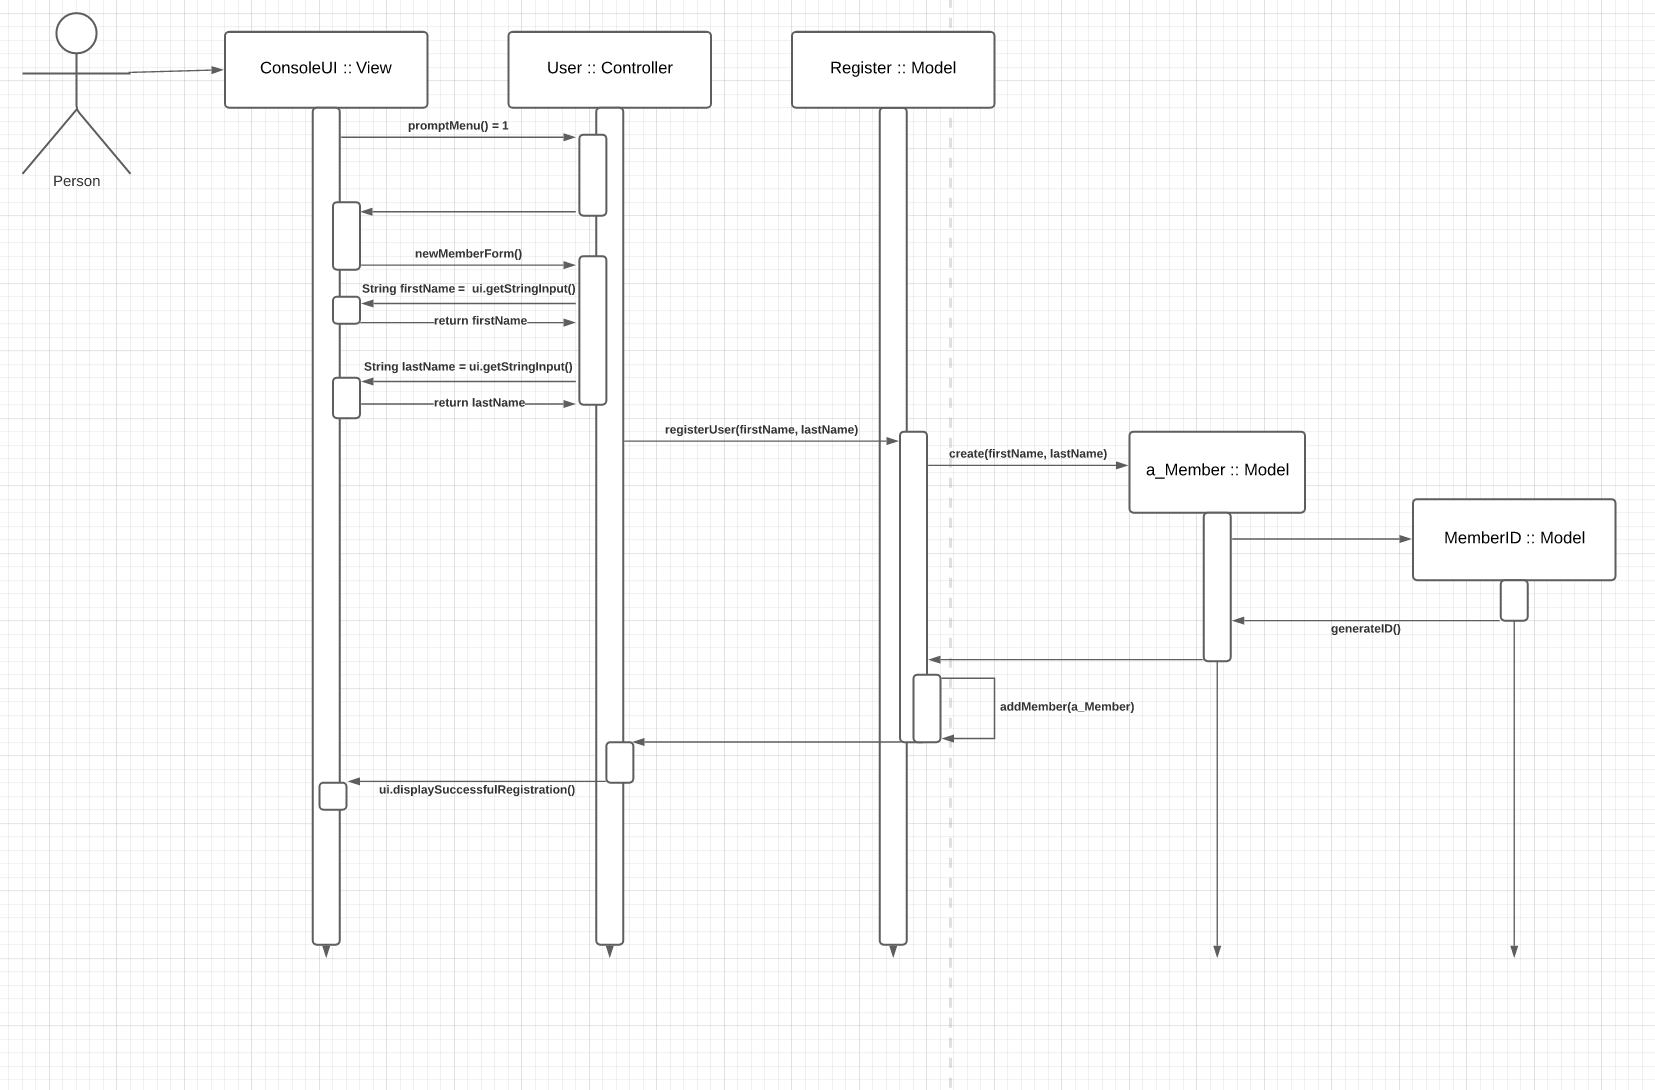 ConsoleUI :: View
User :: Controller
Register :: Model
Person
promptMenu() = 1
newMemberForm()
String firstName = ui.getStringInput()
return firstName
String lastName = ui.getStringInput()
return lastName
registerUser(firstName, lastName)
create(firstName, lastName)
a_Member :: Model
MemberID :: Model
generateID()
addMember(a_Member)
ui.displaySuccessfulRegistration()